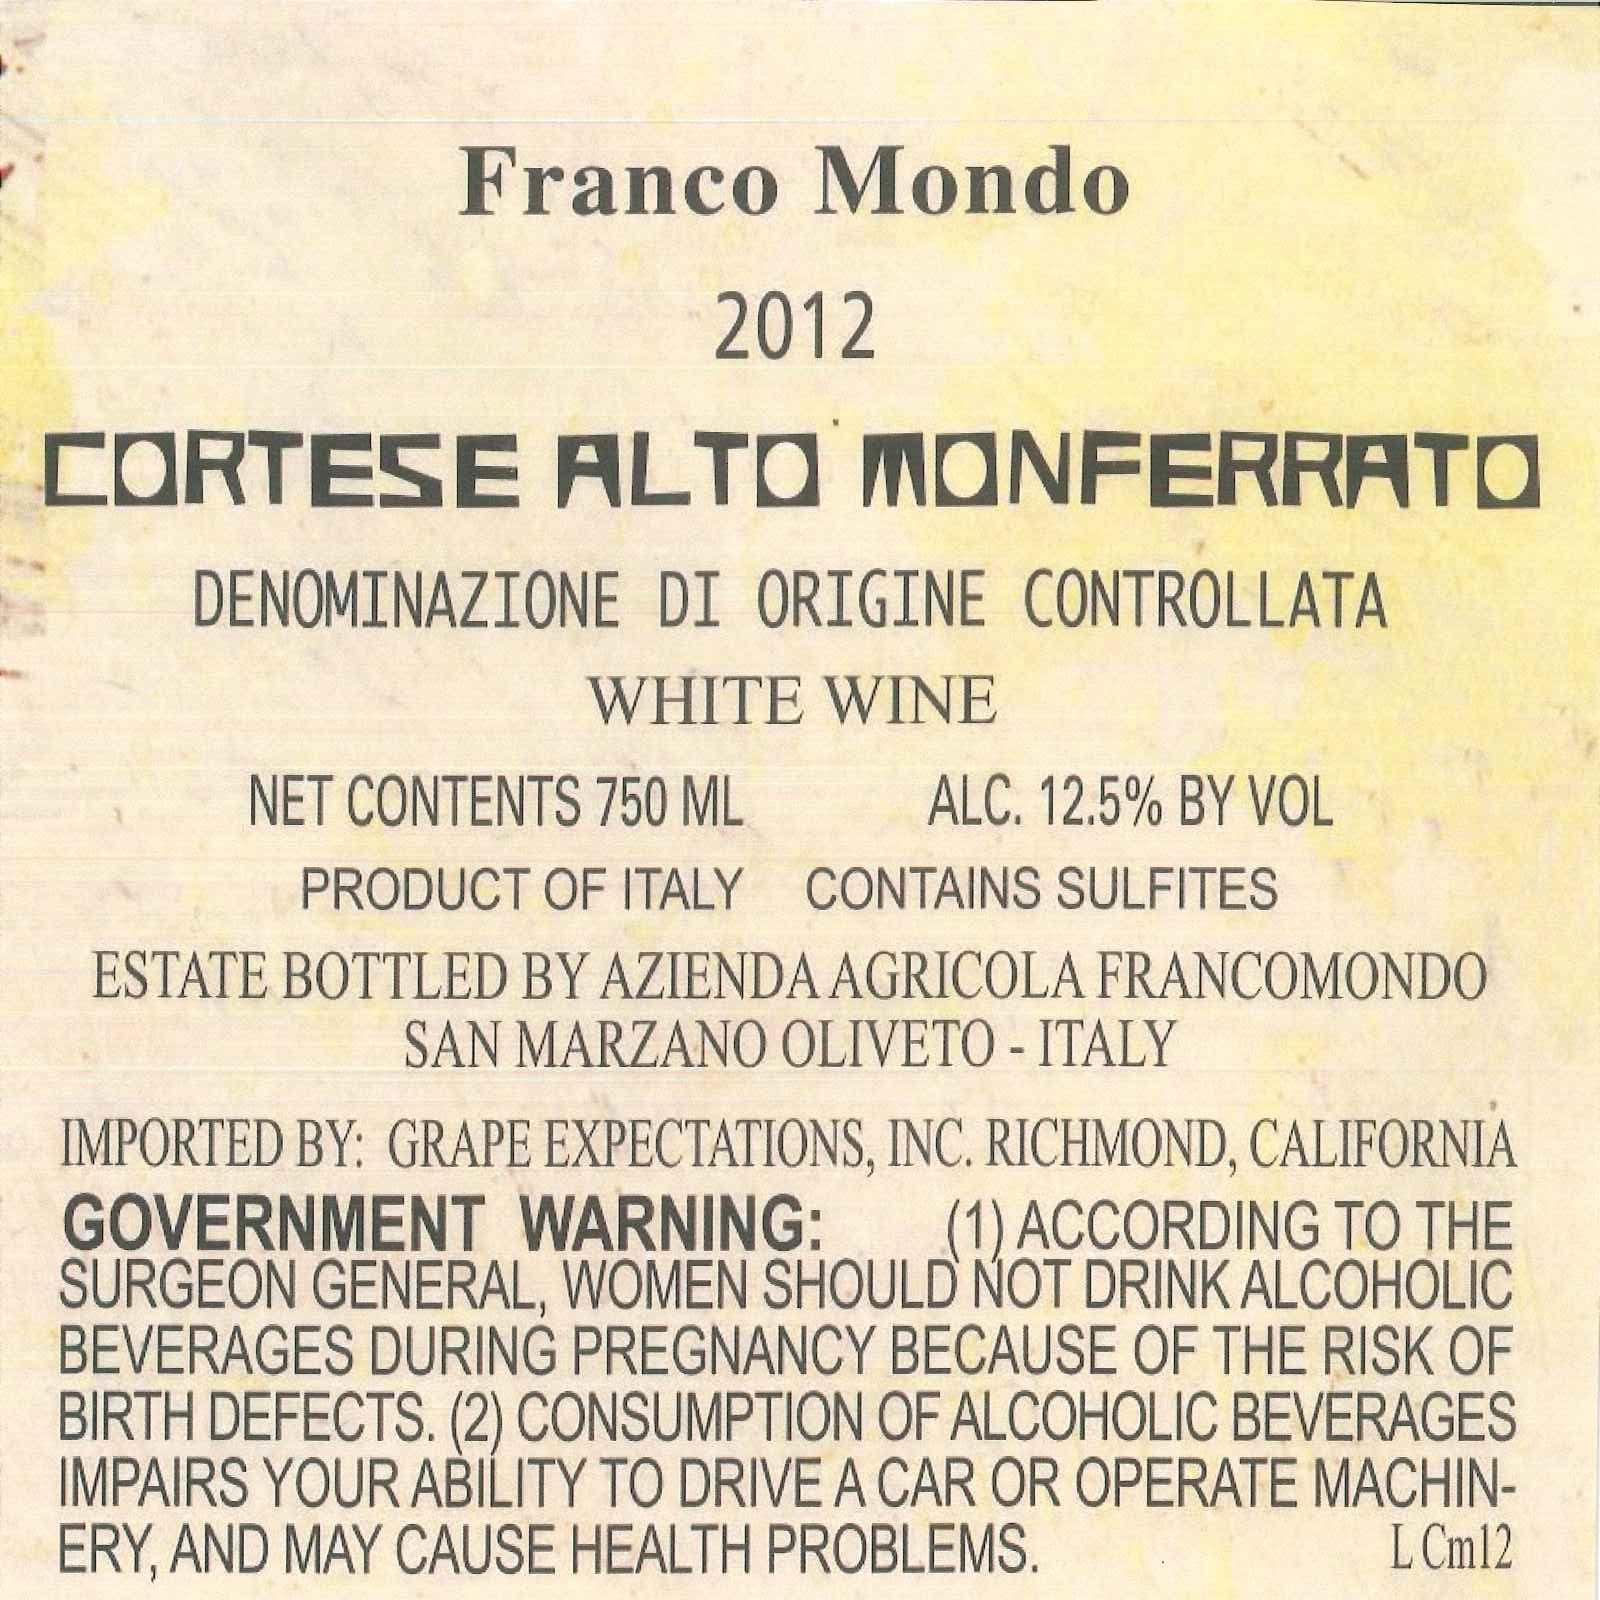 Franco Mondo
2012
CORTESE ALTO MONFERRATO
DENOMINAZIONE DI ORIGINE CONTROLLATA
WHITE WINE
NET CONTENTS 750 ML ALC. 12.5% BY VOL
PRODUCT OF ITALY CONTAINS SULFITES
ESTATE BOTTLED BY AZIENDA AGRICOLA FRANCOMONDO
SAN MARZANO OLIVETO - ITALY
IMPORTED BY: GRAPE EXPECTATIONS, INC. RICHMOND, CALIFORNIA
GOVERNMENT WARNING: (1) ACCORDING TO THE
SURGEON GENERAL, WOMEN SHOULD NOT DRINK ALCOHOLIC
BEVERAGES DURING PREGNANCY BECAUSE OF THE RISK OF
BIRTH DEFECTS. (2) CONSUMPTION OF ALCOHOLIC BEVERAGES
IMPAIRS YOUR ABILITY TO DRIVE A CAR OR OPERATE MACHIN-
ERY, AND MAY CAUSE HEALTH PROBLEMS. L Cm12